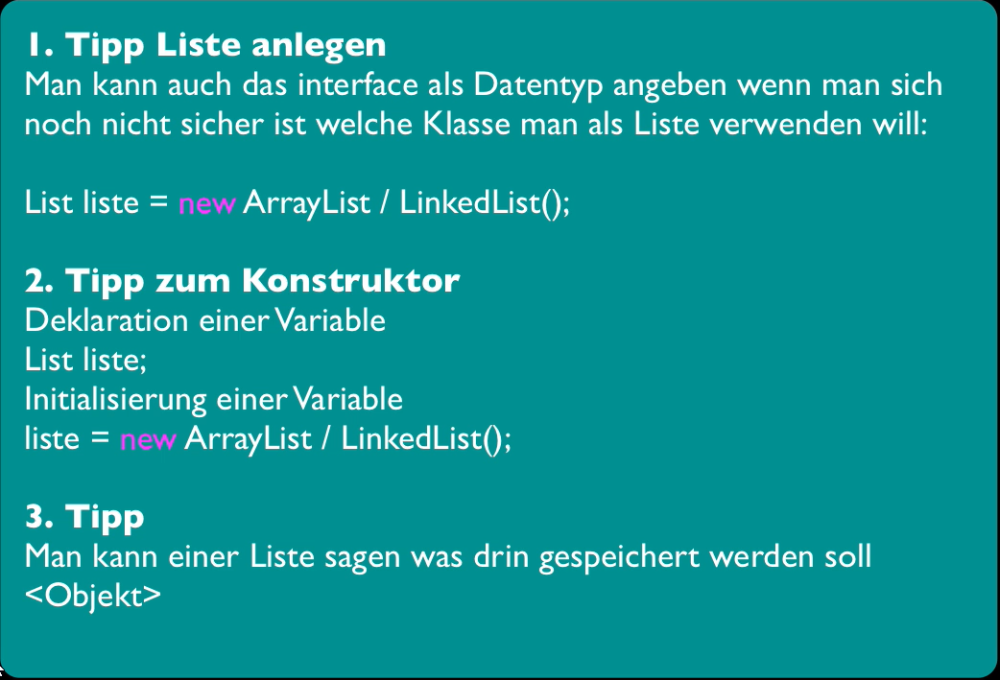 1. Tipp Liste anlegen
Man kann auch das interface als Datentyp angeben wenn man sich
noch nicht sicher ist welche Klasse man als Liste verwenden will:
List liste = new ArrayList / LinkedList();
2. Tipp zum Konstruktor
Deklaration einer Variable
List liste;
Initialisierung einer Variable
liste = new ArrayList / LinkedList();
3. Tipp
Man kann einer Liste sagen was drin gespeichert werden soll
<Objekt>